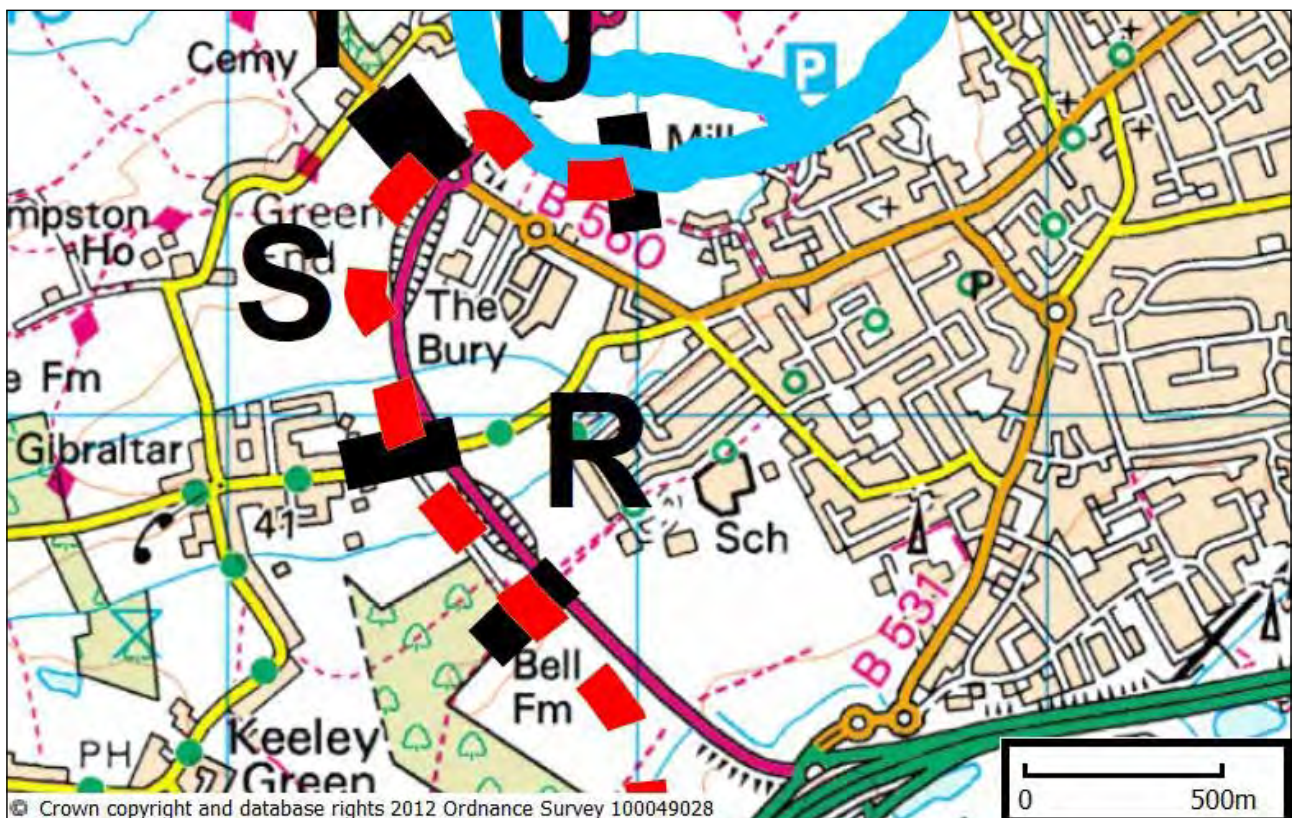 U
Cemy
P
Mill
Green
End
mpston
Ho
B 560
S
The
Bury
P
e Fm
R
Gibraltar
41
Sch
B 531
Bell
Fm
PH
Keeley
Green
0 500m
© Crown copyright and database rights 2012 Ordnance Survey 100049028